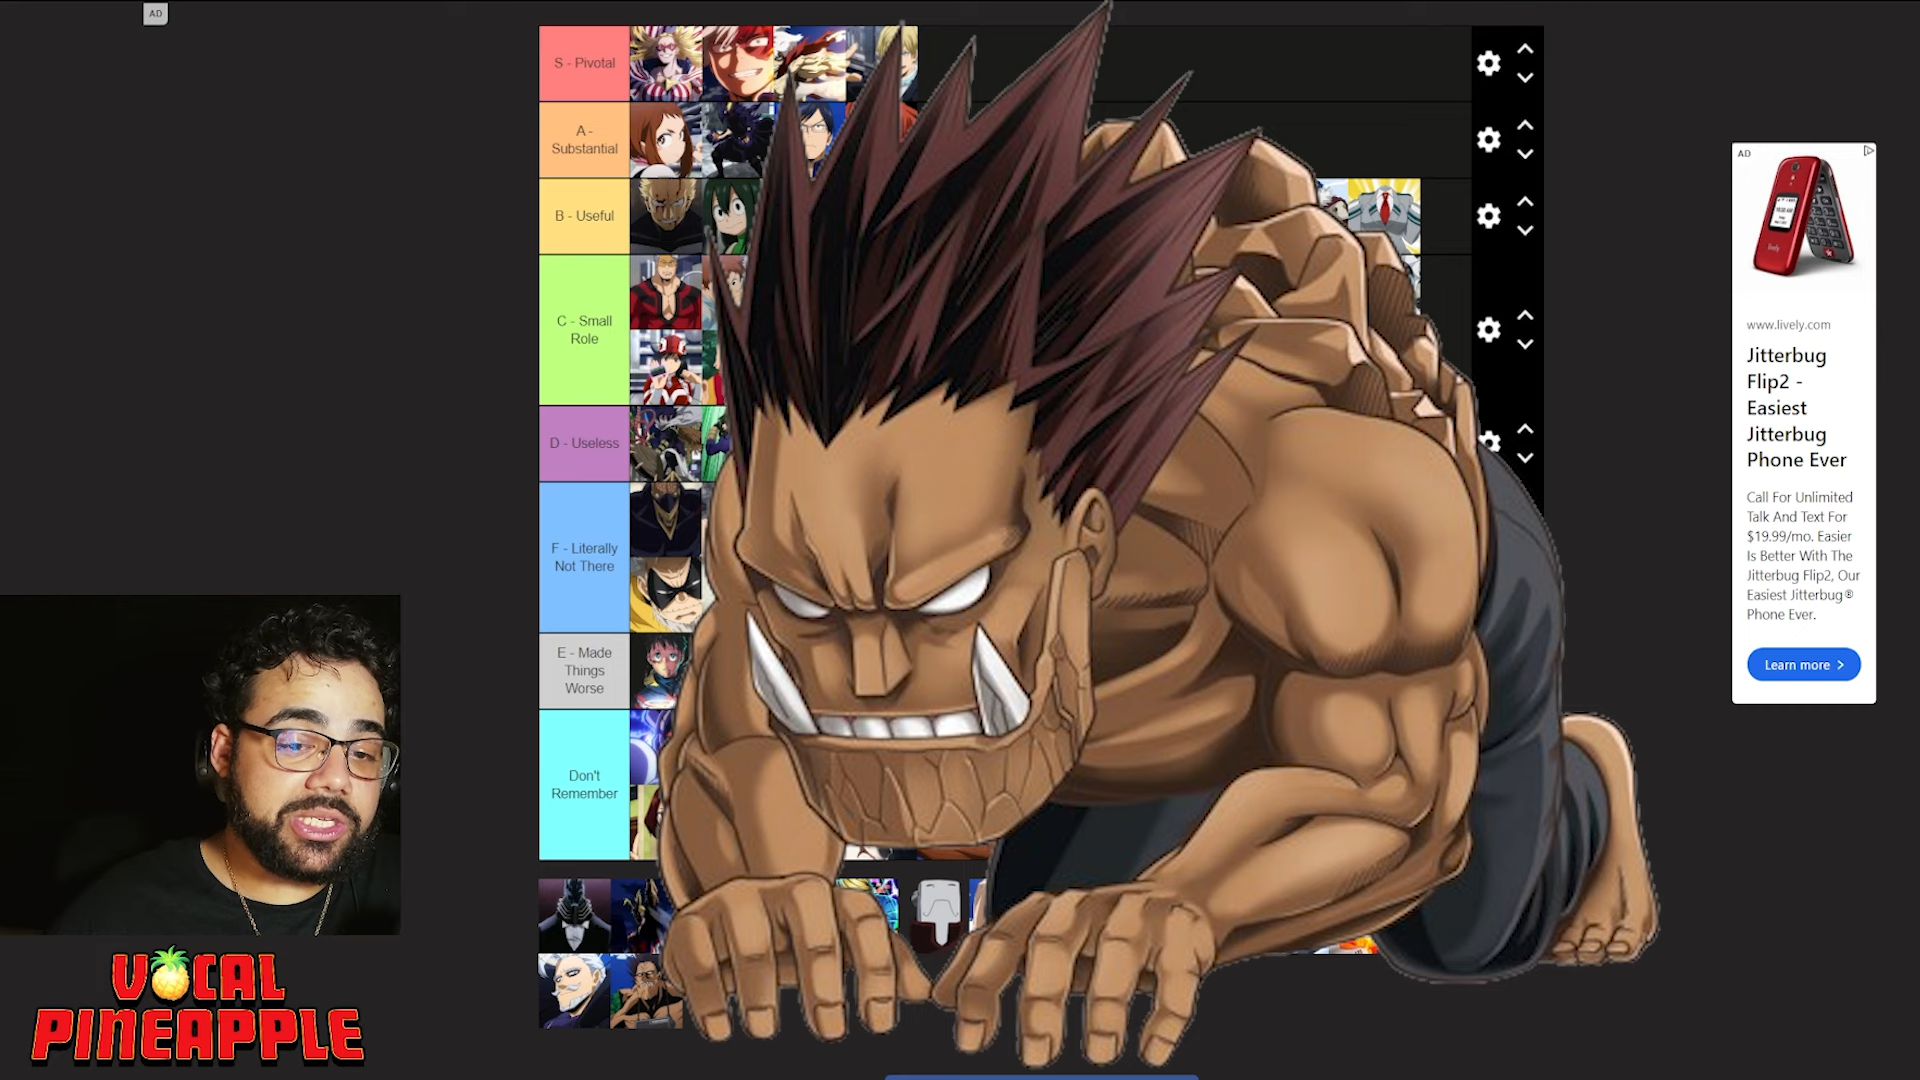 AD
S - Pivotal
A -
Substantial
B - Useful
C - Small
Role
D - Useless
F - Literally
Not There
E - Made
Things
Worse
Don't
Remember
AD
lively
www.lively.com
Jitterbug
Flip2 -
Easiest
Jitterbug
Phone Ever
Call For Unlimited
Talk And Text For
$19.99/mo. Easier
Is Better With The
Jitterbug Flip2, Our
Easiest Jitterbug®
Phone Ever.
Learn more >
VOCAL
PINEAPPLE